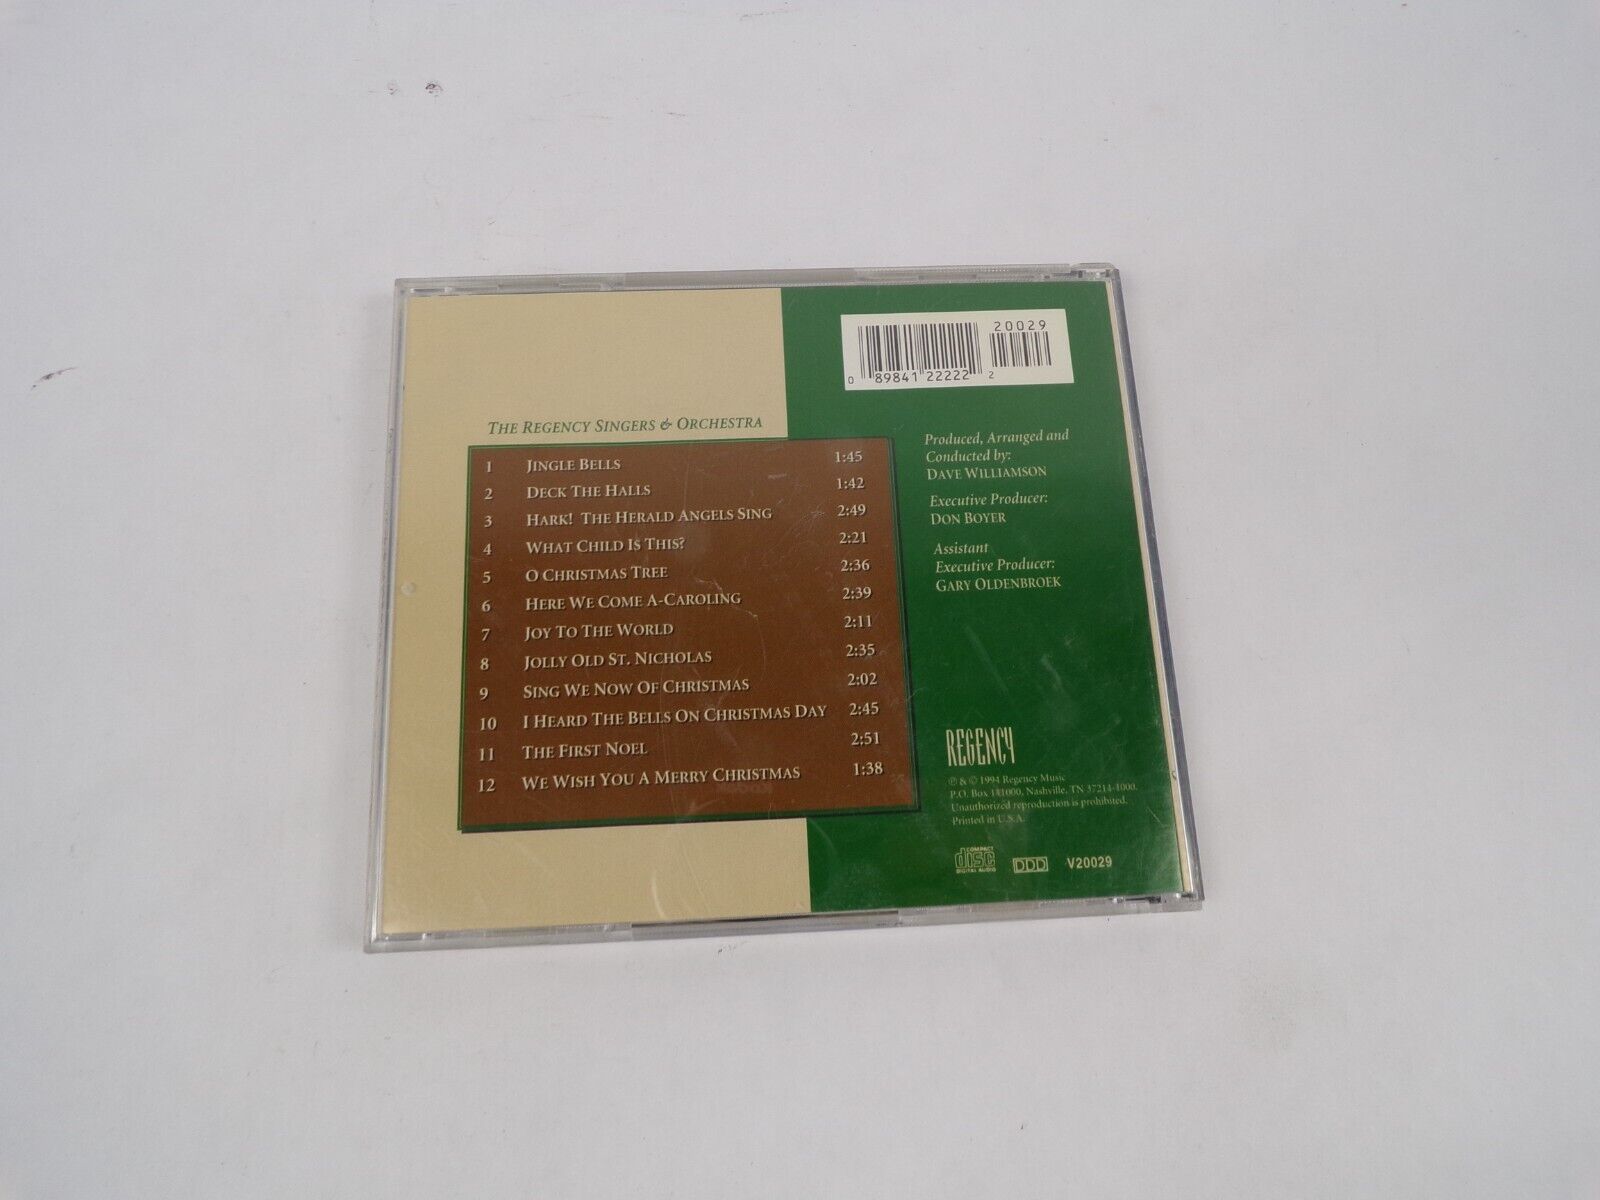 20029
0 89841 22222 2
THE REGENCY SINGERS & ORCHESTRA
1 JINGLE BELLS 1:45
2 DECK THE HALLS 1:42
3 HARK! THE HERALD ANGELS SING 2:49
4 WHAT CHILD IS THIS? 2:21
5 O CHRISTMAS TREE 2:36
6 HERE WE COME A-CAROLING 2:39
7 JOY TO THE WORLD 2:11
8 JOLLY OLD ST. NICHOLAS 2:35
9 SING WE NOW OF CHRISTMAS 2:02
10 I HEARD THE BELLS ON CHRISTMAS DAY 2:45
11 THE FIRST NOEL 2:51
12 WE WISH YOU A MERRY CHRISTMAS 1:38
Produced, Arranged and
Conducted by:
DAVE WILLIAMSON
Executive Producer:
DON BOYER
Assistant
Executive Producer:
GARY OLDENBROEK
REGENCY
℗ & © 1994 Regency Music
P.O. Box 141000, Nashville, TN 37214-1000.
Unauthorized reproduction is prohibited.
Printed in U.S.A.
COMPACT
disc
DIGITAL AUDIO
DDD
V20029